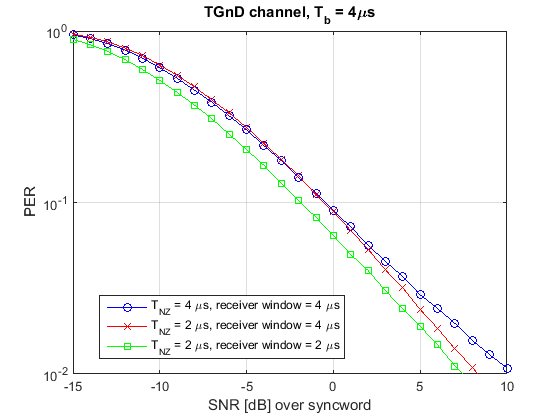 TGnD channel, T_b = 4μs
10^0
10^-1
10^-2
PER
T_NZ = 4 μs, receiver window = 4 μs
T_NZ = 2 μs, receiver window = 4 μs
T_NZ = 2 μs, receiver window = 2 μs
-15 -10 -5 0 5 10
SNR [dB] over syncword